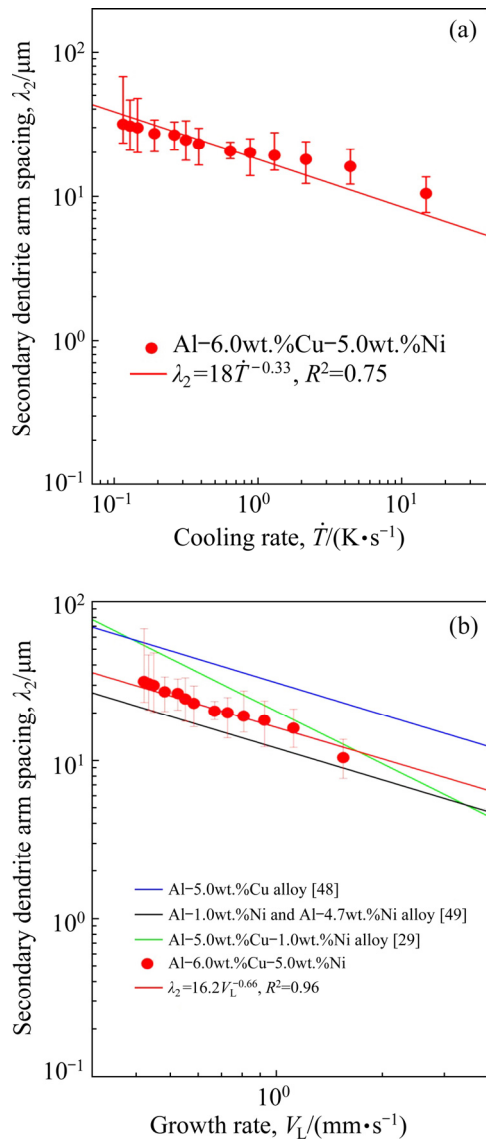 (a)
10²
10¹
10⁰
10⁻¹
Secondary dendrite arm spacing, λ₂/μm
Al−6.0wt.%Cu−5.0wt.%Ni
λ₂=18Ṫ⁻⁰·³³, R²=0.75
10⁻¹ 10⁰ 10¹
Cooling rate, Ṫ/(K•s⁻¹)
(b)
10²
10¹
10⁰
10⁻¹
Secondary dendrite arm spacing, λ₂/μm
Al−5.0wt.%Cu alloy [48]
Al−1.0wt.%Ni and Al−4.7wt.%Ni alloy [49]
Al−5.0wt.%Cu−1.0wt.%Ni alloy [29]
Al−6.0wt.%Cu−5.0wt.%Ni
λ₂=16.2V_L⁻⁰·⁶⁶, R²=0.96
10⁰
Growth rate, V_L/(mm•s⁻¹)